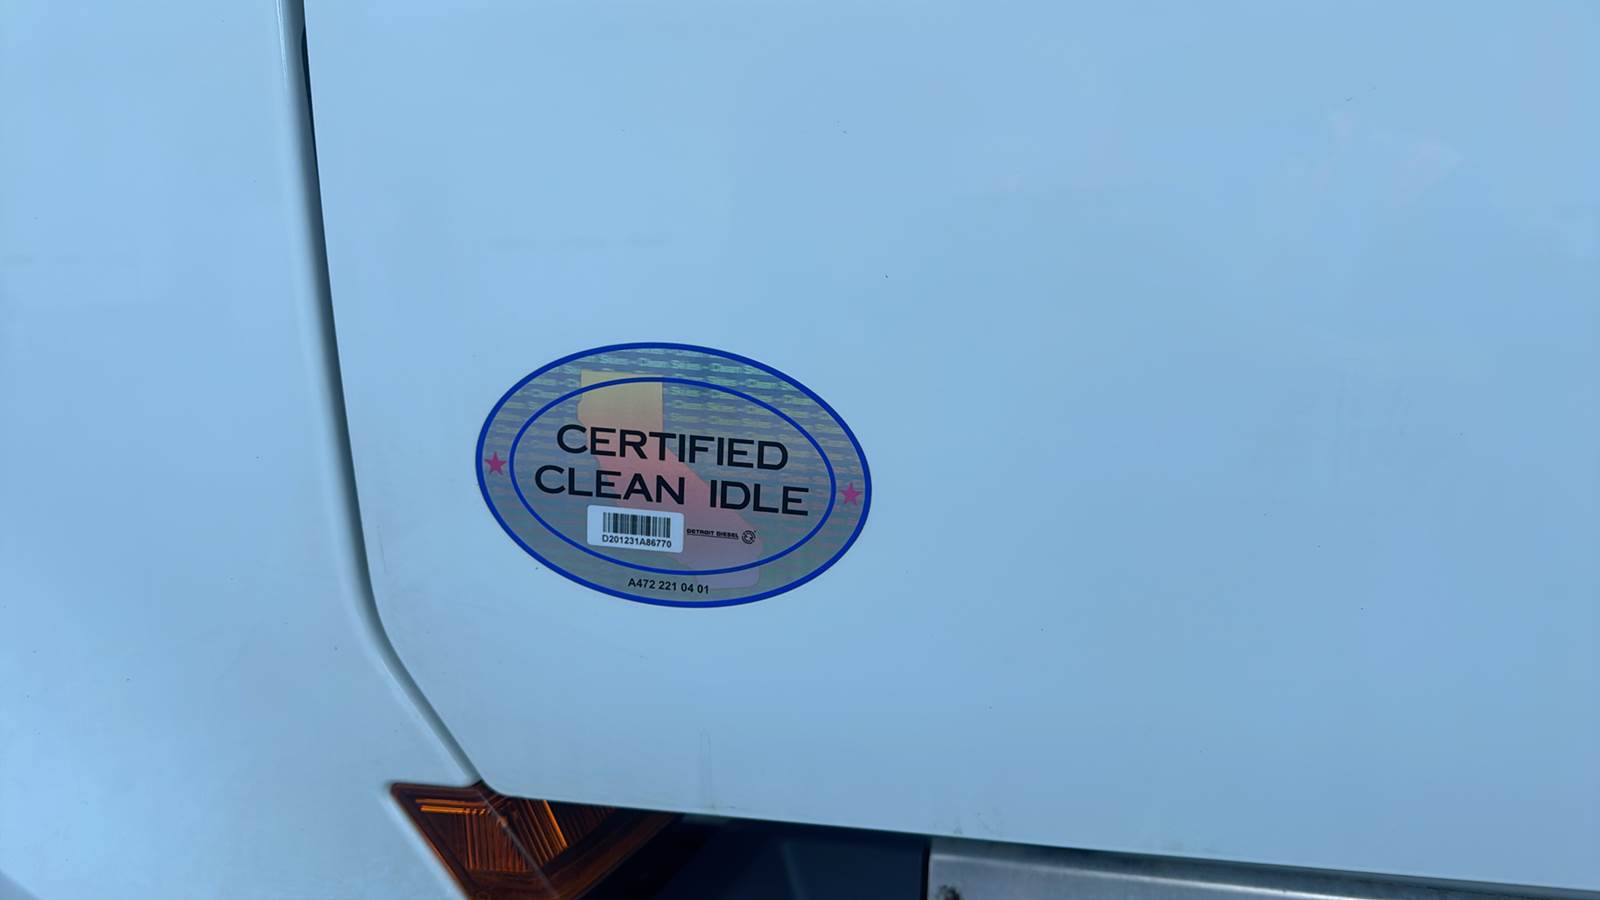 CERTIFIED
CLEAN IDLE
D201231A86770
DETROIT DIESEL
A472 221 04 01